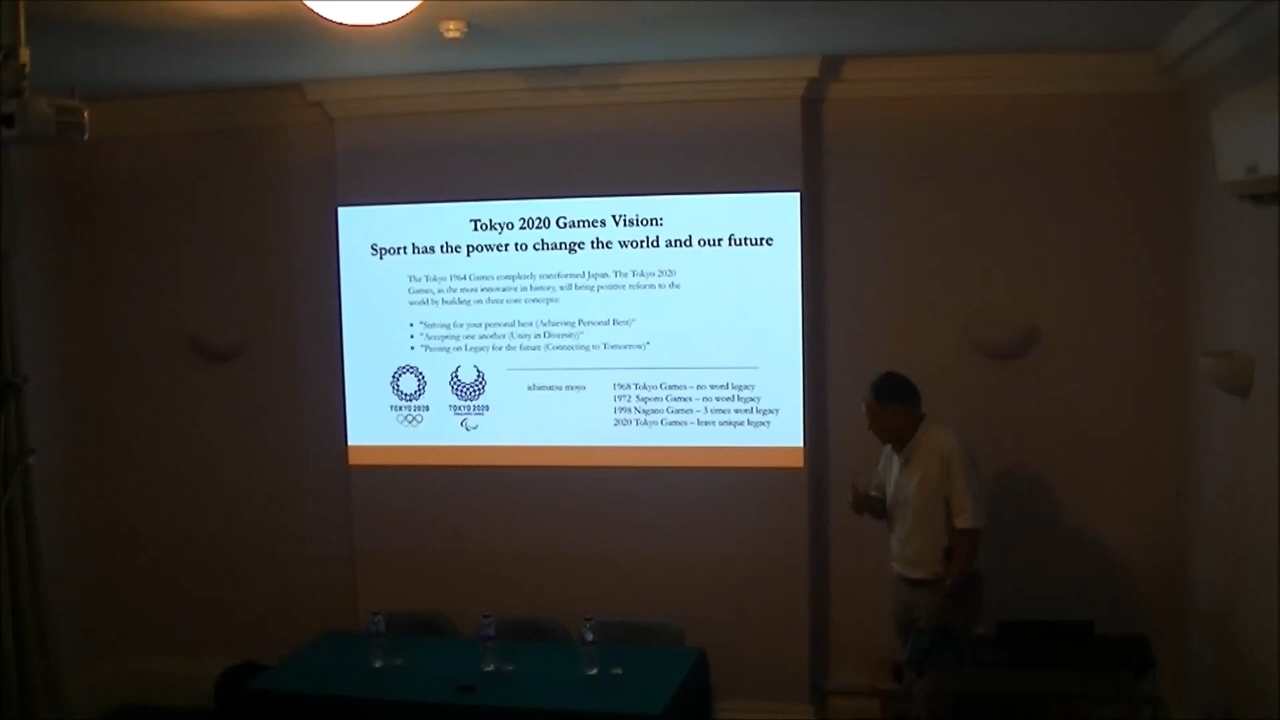 Tokyo 2020 Games Vision:
Sport has the power to change the world and our future
The Tokyo 1964 Games completely transformed Japan. The Tokyo 2020
Games, as the most innovative in history, will bring positive reform to the
world by building on three core concepts:
• "Striving for your personal best (Achieving Personal Best)"
• "Accepting one another (Unity in Diversity)"
• "Passing on Legacy for the future (Connecting to Tomorrow)"
TOKYO 2020
TOKYO 2020
PARALYMPIC GAMES
ichimatsu moyo
1968 Tokyo Games – no word legacy
1972 Saporo Games – no word legacy
1998 Nagano Games – 3 times word legacy
2020 Tokyo Games – leave unique legacy